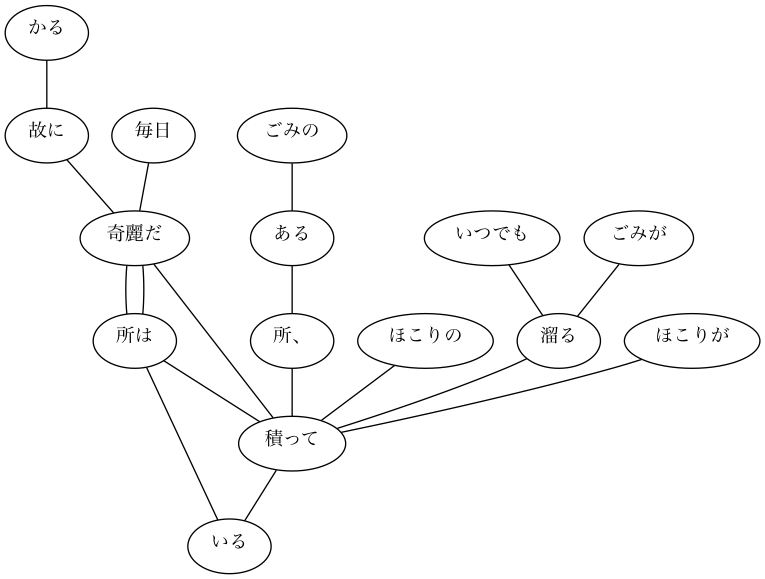 かる
故に
毎日
ごみの
奇麗だ
ある
いつでも
ごみが
所は
所、
ほこりの
溜る
ほこりが
積って
いる